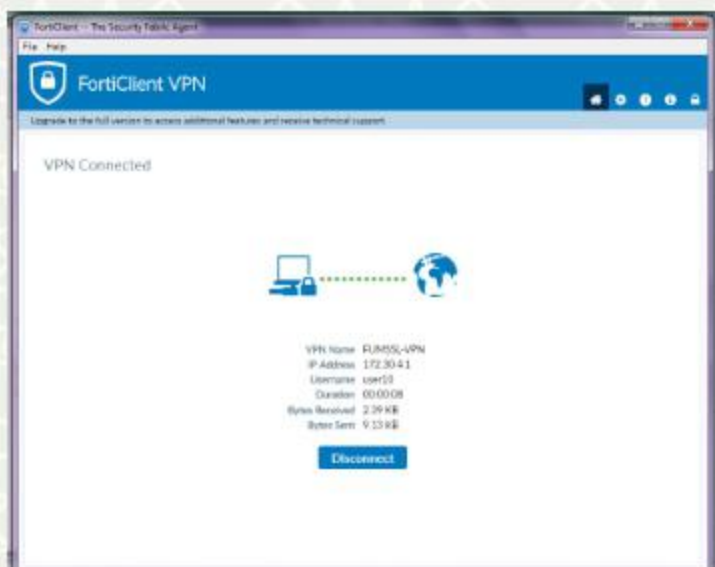 FortiClient -- The Security Fabric Agent
File Help
FortiClient VPN
Upgrade to the full version to access additional features and receive technical support.
VPN Connected
VPN Name FUMSSL-VPN
IP Address 172.30.4.1
Username user10
Duration 00:00:08
Bytes Received 2.39 KB
Bytes Sent 9.13 KB
Disconnect